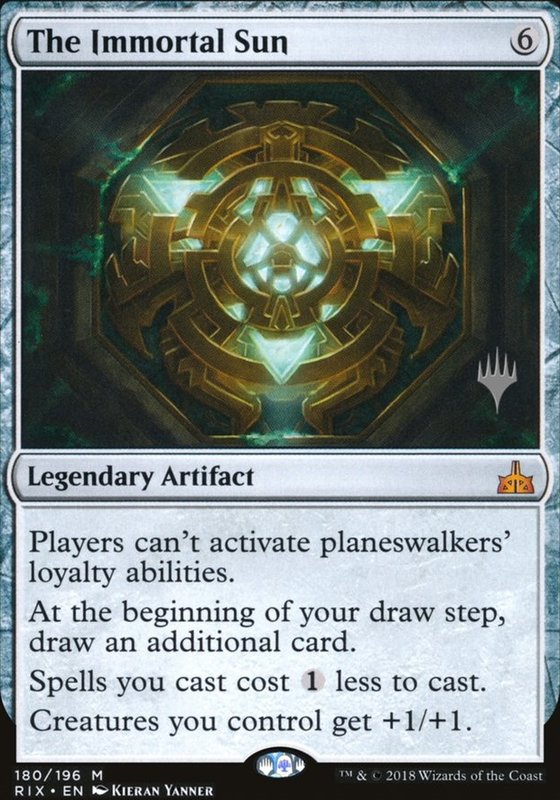 The Immortal Sun 6
Legendary Artifact
Players can't activate planeswalkers'
loyalty abilities.
At the beginning of your draw step,
draw an additional card.
Spells you cast cost 1 less to cast.
Creatures you control get +1/+1.
180/196 M
RIX • EN KIERAN YANNER
™ & © 2018 Wizards of the Coast